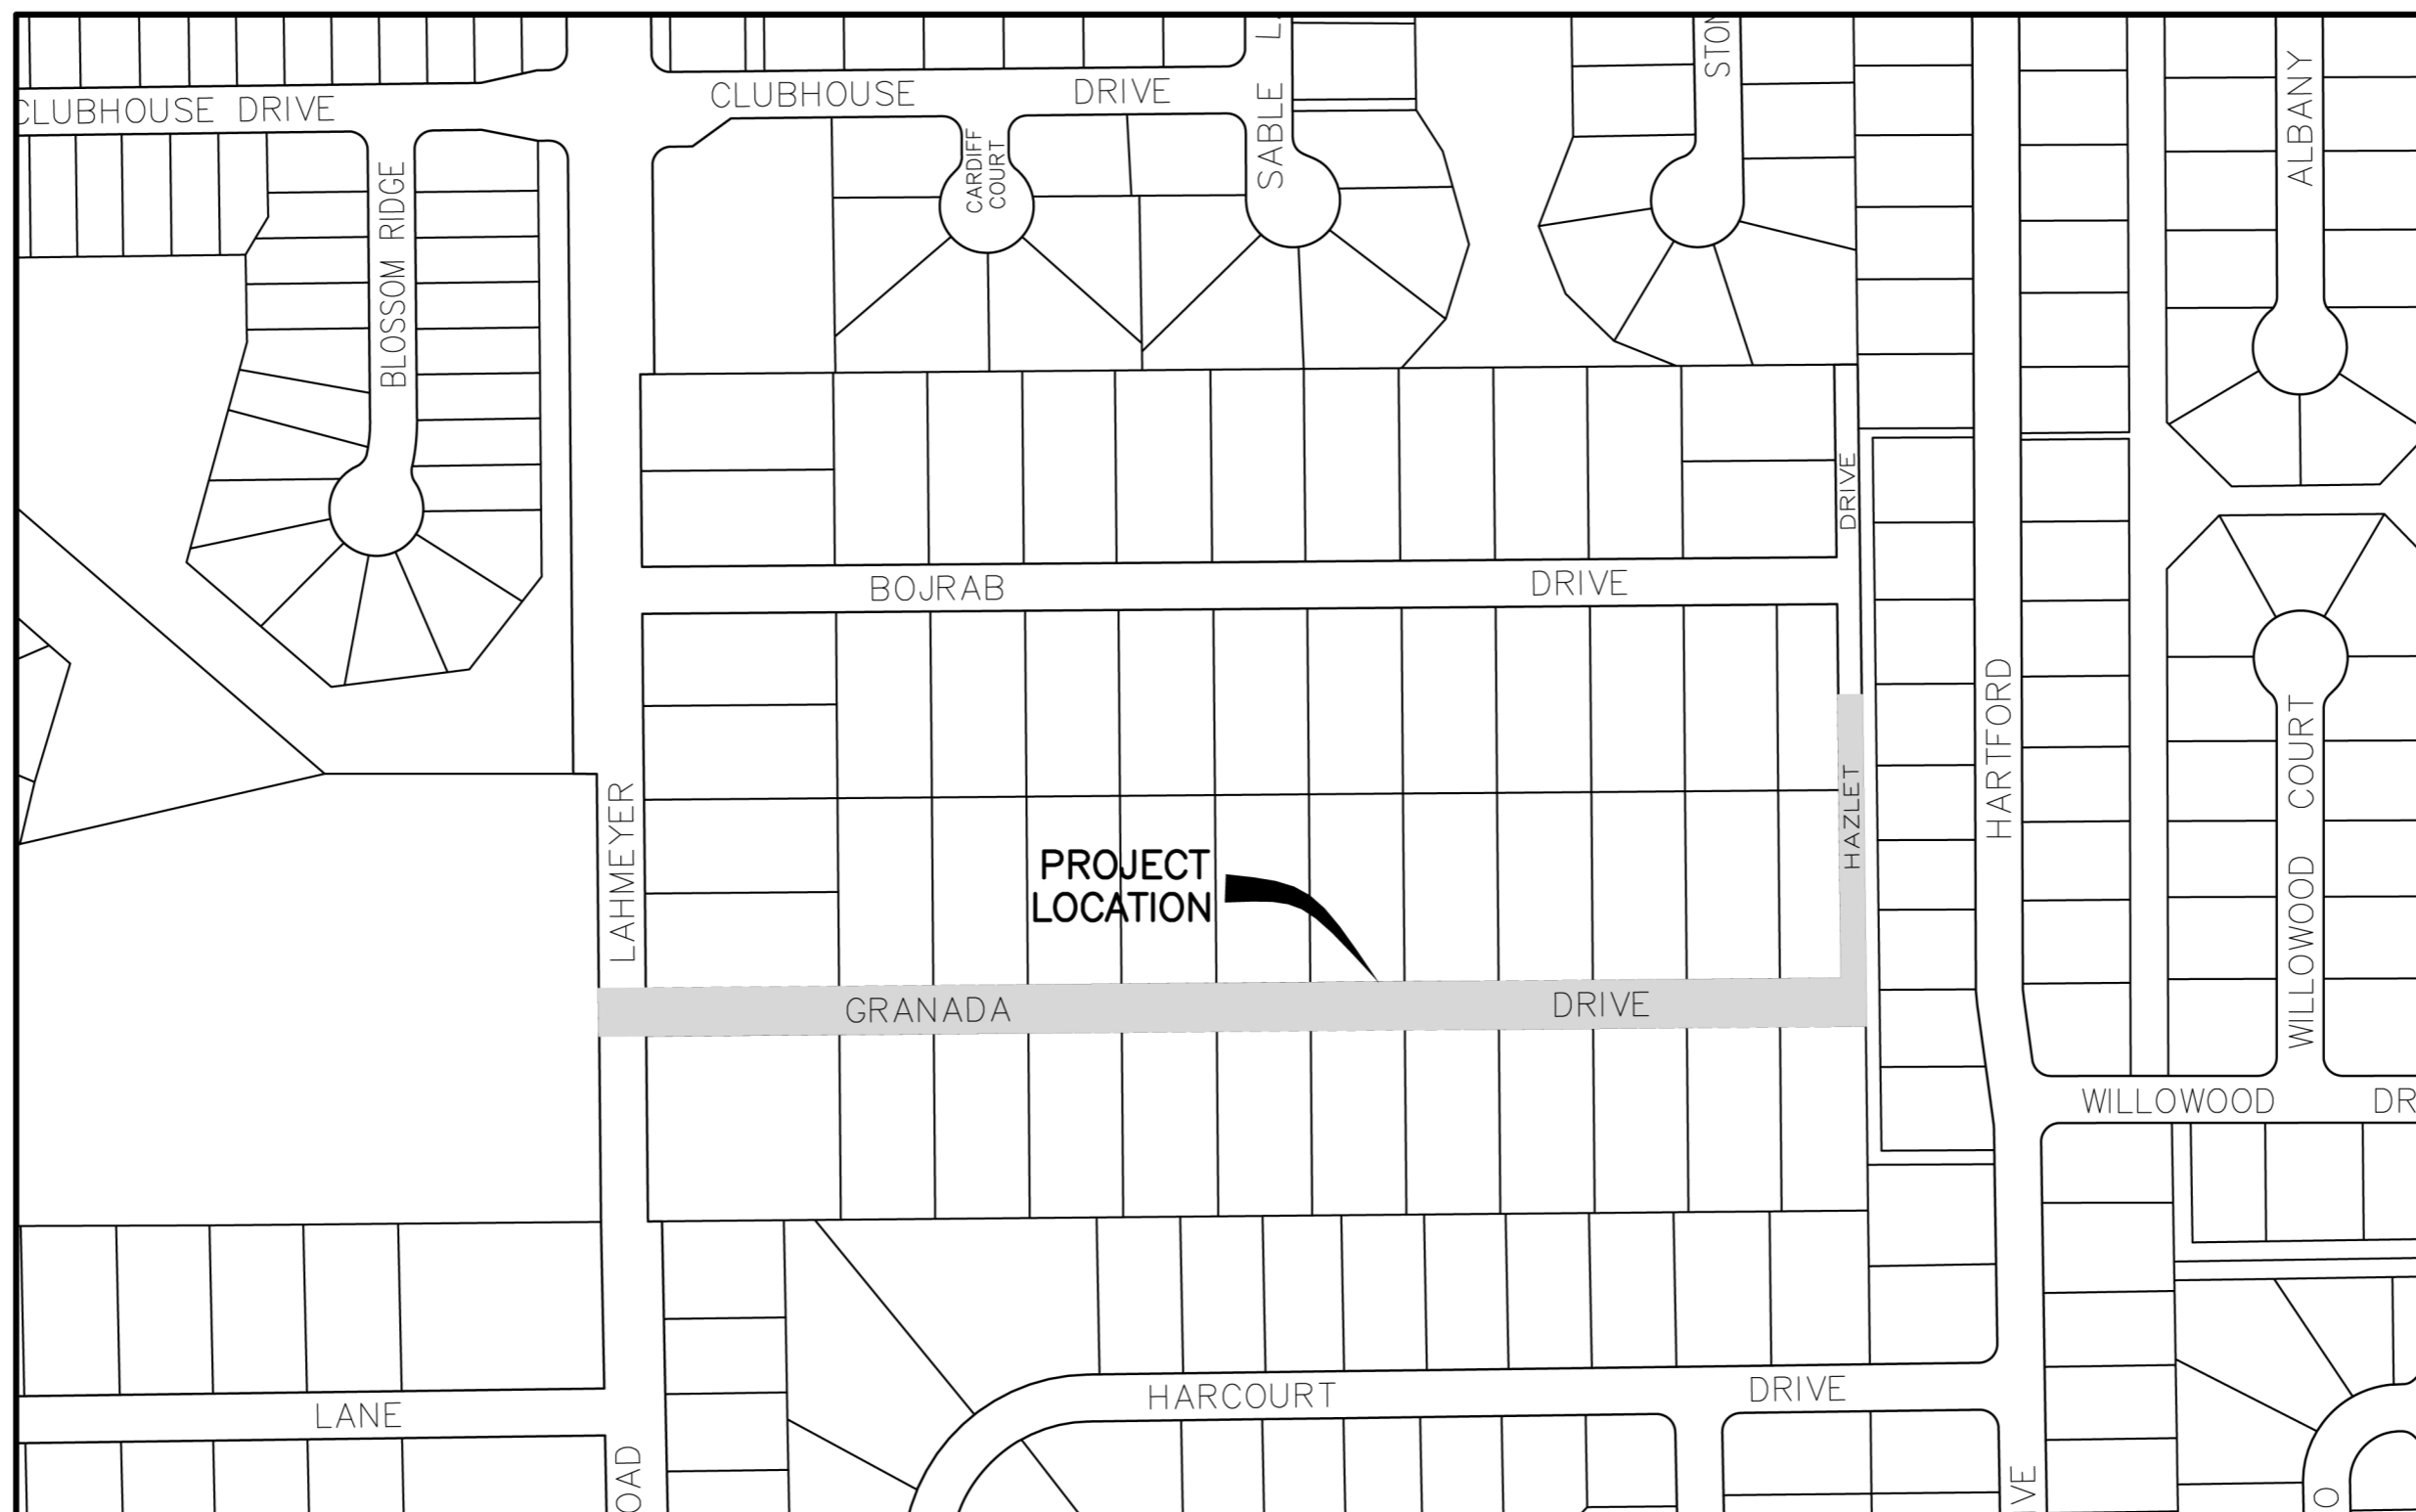 CLUBHOUSE DRIVE
CLUBHOUSE DRIVE
SABLE
ALBANY
CARDIFF
COURT
BLOSSOM RIDGE
DRIVE
BOJRAB DRIVE
HARTFORD
WILLOWOOD COURT
LAHMEYER
HAZLET
PROJECT
LOCATION
GRANADA DRIVE
WILLOWOOD
HARCOURT DRIVE
LANE